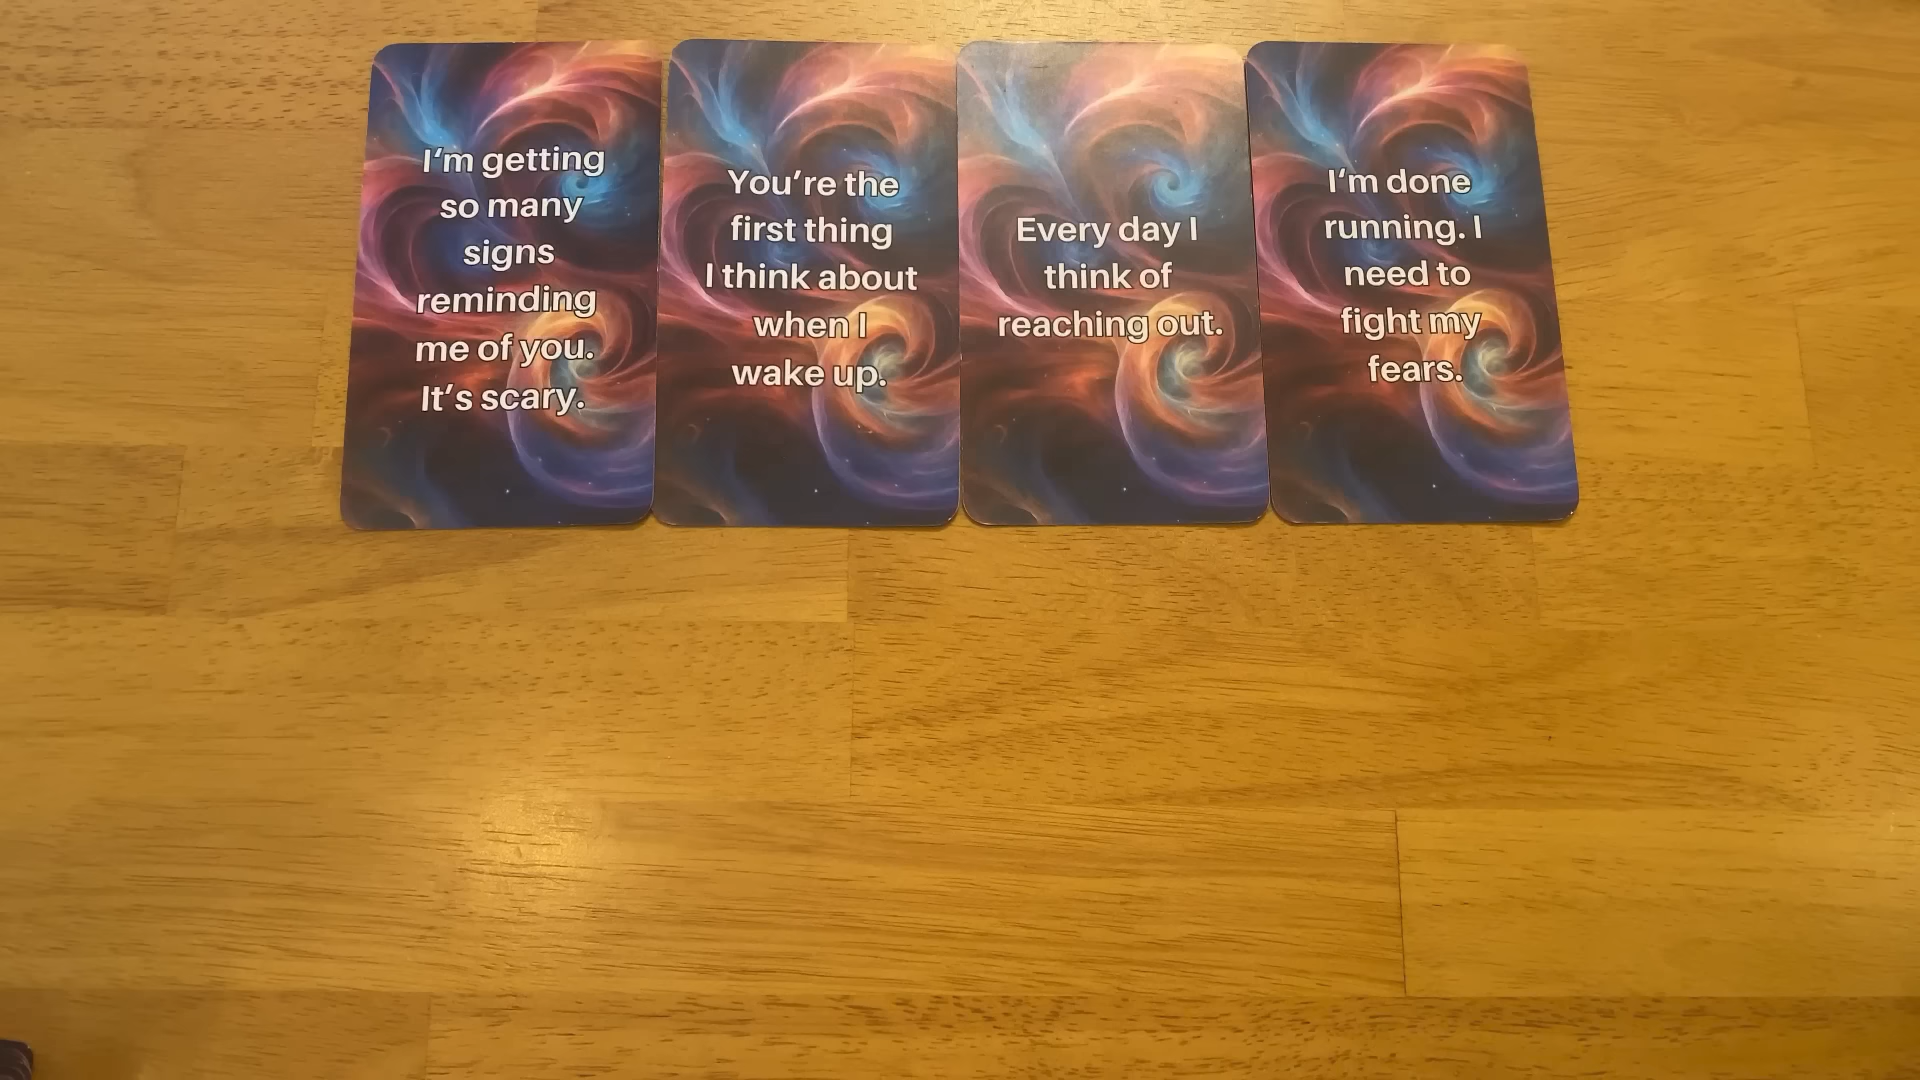 I'm getting
so many
signs
reminding
me of you.
It's scary.
You're the
first thing
I think about
when I
wake up.
Every day I
think of
reaching out.
I'm done
running. I
need to
fight my
fears.